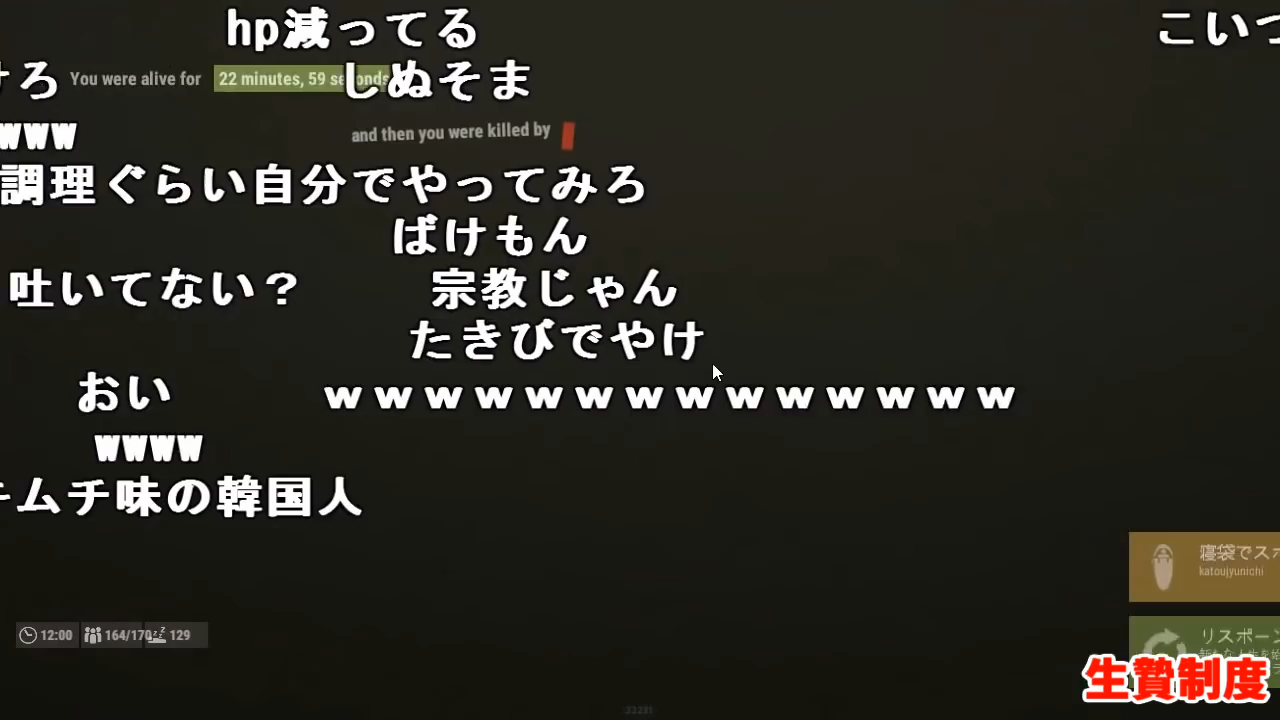 hp減ってる
こいつ
けろ
You were alive for 22 minutes, 59 seconds
しぬそま
www
and then you were killed by
調理ぐらい自分でやってみろ
ばけもん
吐いてない？
宗教じゃん
たきびでやけ
おい
ｗｗｗｗｗｗｗｗｗｗｗｗｗｗ
wwww
キムチ味の韓国人
寝袋でスポ
katoujyunichi
12:00
164/170
129
リスポーン
生贄制度